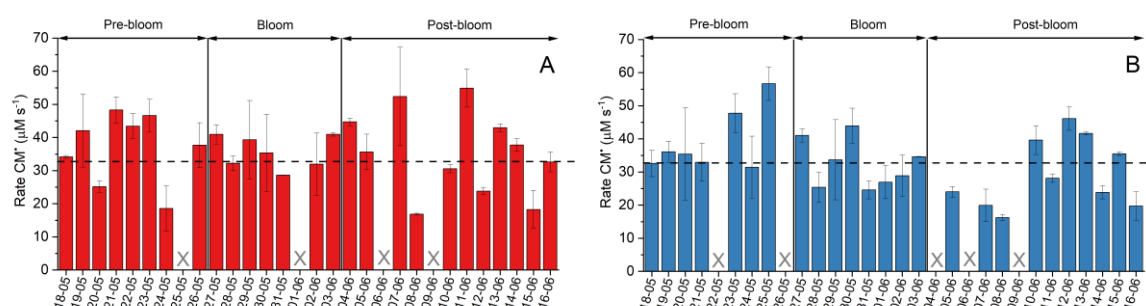 Pre-bloom Bloom Post-bloom
A
Rate CM* (µM s⁻¹)
70
60
50
40
30
20
10
0
X X X X
18-05 19-05 20-05 21-05 22-05 23-05 24-05 25-05 26-05 27-05 28-05 29-05 30-05 31-05 01-06 02-06 03-06 04-06 05-06 06-06 07-06 08-06 09-06 10-06 11-06 12-06 13-06 14-06 15-06 16-06
Pre-bloom Bloom Post-bloom
B
Rate CM* (µM s⁻¹)
70
60
50
40
30
20
10
0
X X X X X
18-05 19-05 20-05 21-05 22-05 23-05 24-05 25-05 26-05 27-05 28-05 29-05 30-05 31-05 01-06 02-06 03-06 04-06 05-06 06-06 07-06 08-06 09-06 10-06 11-06 12-06 13-06 14-06 15-06 16-06